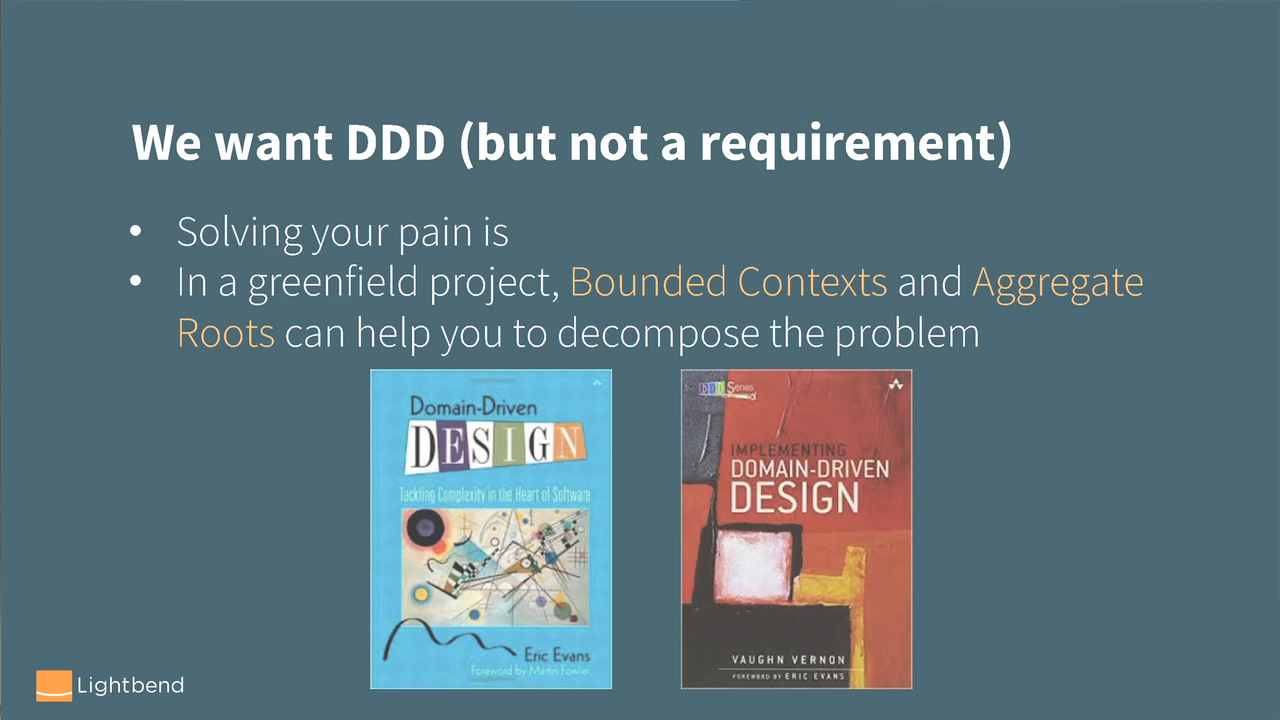 We want DDD (but not a requirement)
• Solving your pain is
• In a greenfield project, Bounded Contexts and Aggregate
Roots can help you to decompose the problem
Domain-Driven
DESIGN
Tackling Complexity in the Heart of Software
Eric Evans
Foreword by Martin Fowler
DDD Series
IMPLEMENTING
DOMAIN-DRIVEN
DESIGN
VAUGHN VERNON
FOREWORD BY ERIC EVANS
Lightbend